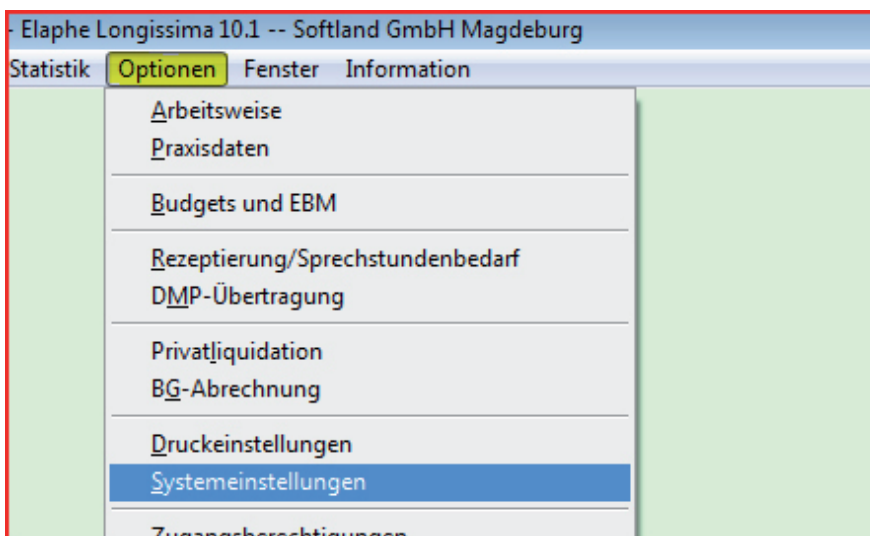 - Elaphe Longissima 10.1 -- Softland GmbH Magdeburg
Statistik Optionen Fenster Information
Arbeitsweise
Praxisdaten
Budgets und EBM
Rezeptierung/Sprechstundenbedarf
DMP-Übertragung
Privatliquidation
BG-Abrechnung
Druckeinstellungen
Systemeinstellungen
Zugangsberechtigungen